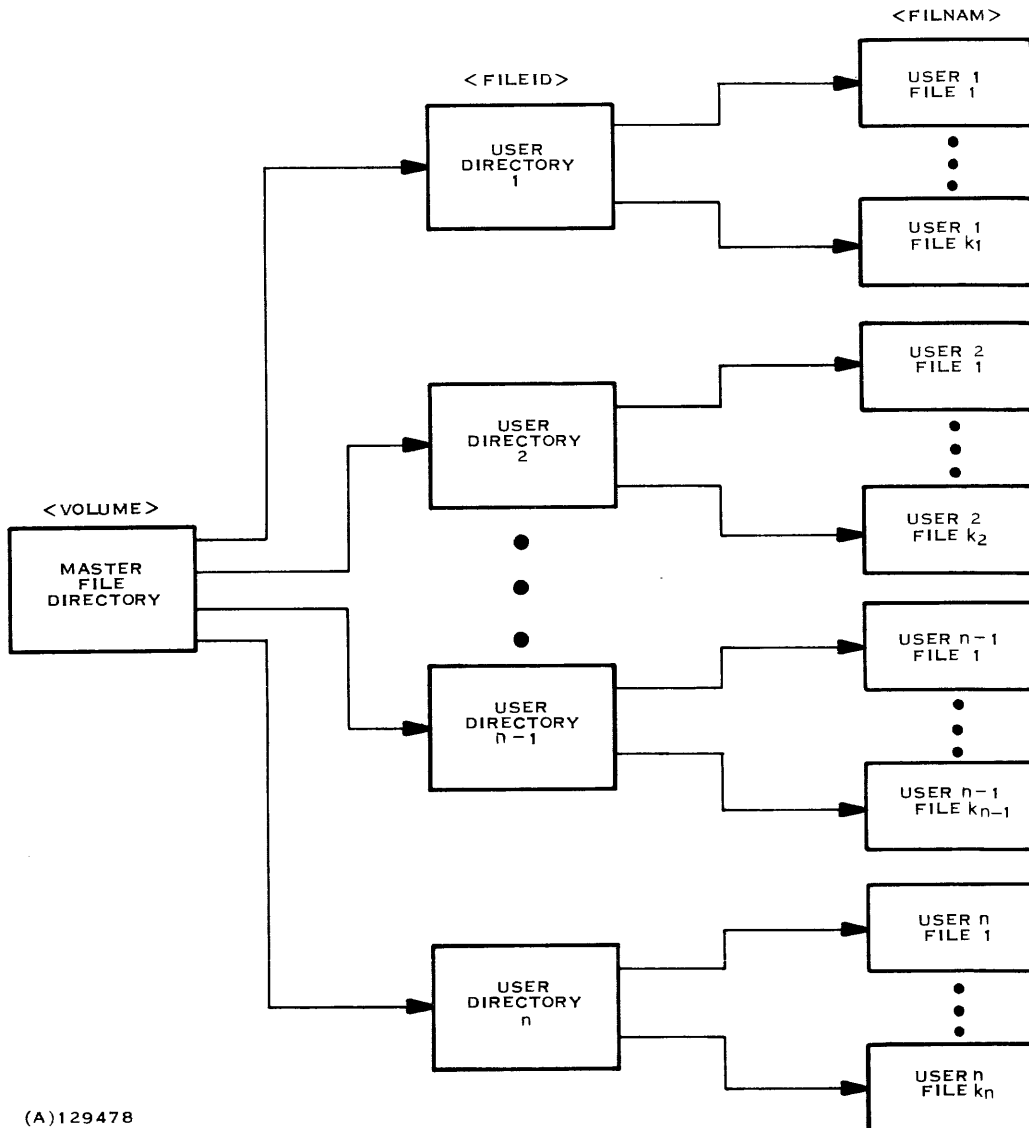 <FILNAM>
USER 1
FILE 1
<FILEID>
USER
DIRECTORY
1
USER 1
FILE k1
USER 2
FILE 1
USER
DIRECTORY
2
USER 2
FILE k2
<VOLUME>
MASTER
FILE
DIRECTORY
USER n-1
FILE 1
USER
DIRECTORY
n-1
USER n-1
FILE kn-1
USER n
FILE 1
USER
DIRECTORY
n
USER n
FILE kn
(A)129478